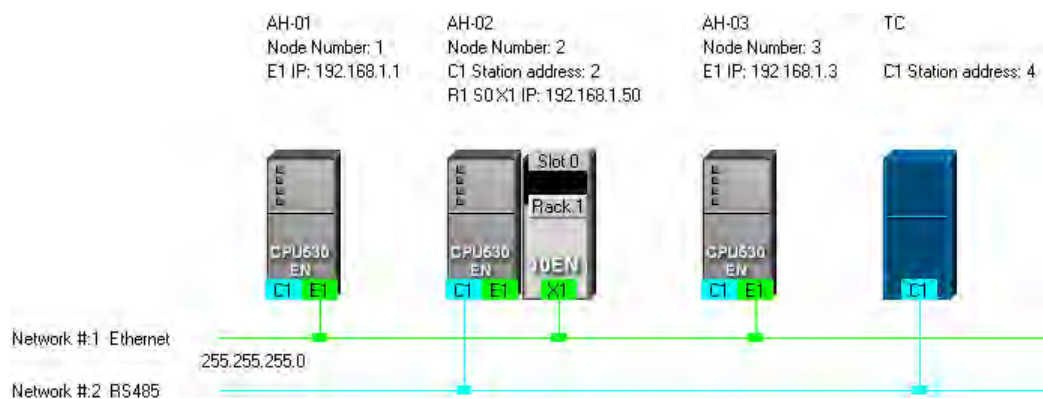 AH-01
Node Number: 1
E1 IP: 192.168.1.1
AH-02
Node Number: 2
C1 Station address: 2
R1 S0 X1 IP: 192.168.1.50
AH-03
Node Number: 3
E1 IP: 192.168.1.3
TC
C1 Station address: 4
CPU530
EN
C1 E1
CPU530
EN
C1 E1
Slot 0
Rack 1
10EN
X1
CPU530
EN
C1 E1
C1
Network #:1 Ethernet
255.255.255.0
Network #:2 RS485